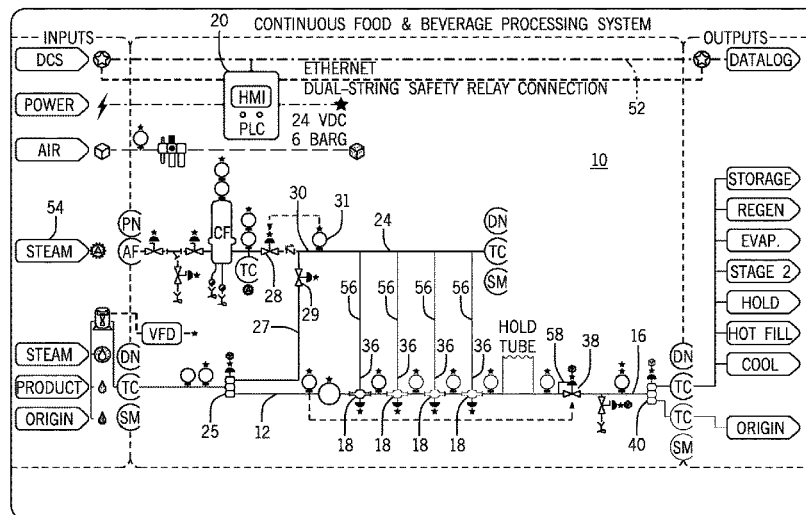 CONTINUOUS FOOD & BEVERAGE PROCESSING SYSTEM
INPUTS
OUTPUTS
20
DCS
DATALOG
ETHERNET
DUAL-STRING SAFETY RELAY CONNECTION
52
HMI
PLC
POWER
24 VDC
6 BARG
AIR
10
54
STEAM
PN
AF
CF
TC
28
29
30
31
24
DN
TC
SM
27
56
56
56
56
36
36
36
36
HOLD
TUBE
58
38
16
STORAGE
REGEN
EVAP.
STAGE 2
HOLD
HOT FILL
COOL
ORIGIN
VFD
STEAM
PRODUCT
ORIGIN
DN
TC
SM
25
12
18
18
18
18
40
DN
TC
TC
SM